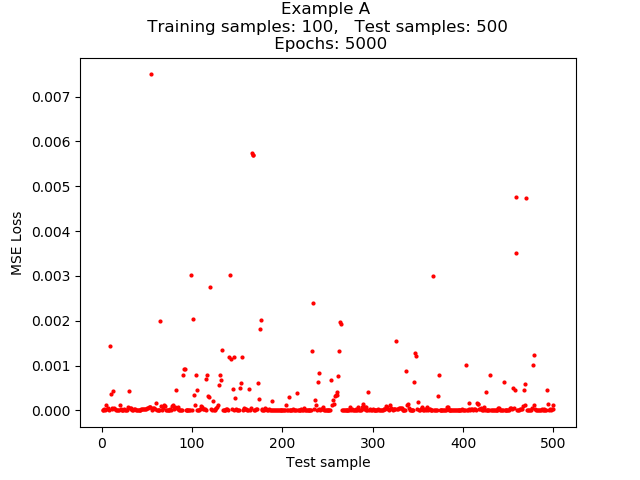 Example A
Training samples: 100,   Test samples: 500
Epochs: 5000
0.007
0.006
0.005
0.004
0.003
0.002
0.001
0.000
MSE Loss
0
100
200
300
400
500
Test sample